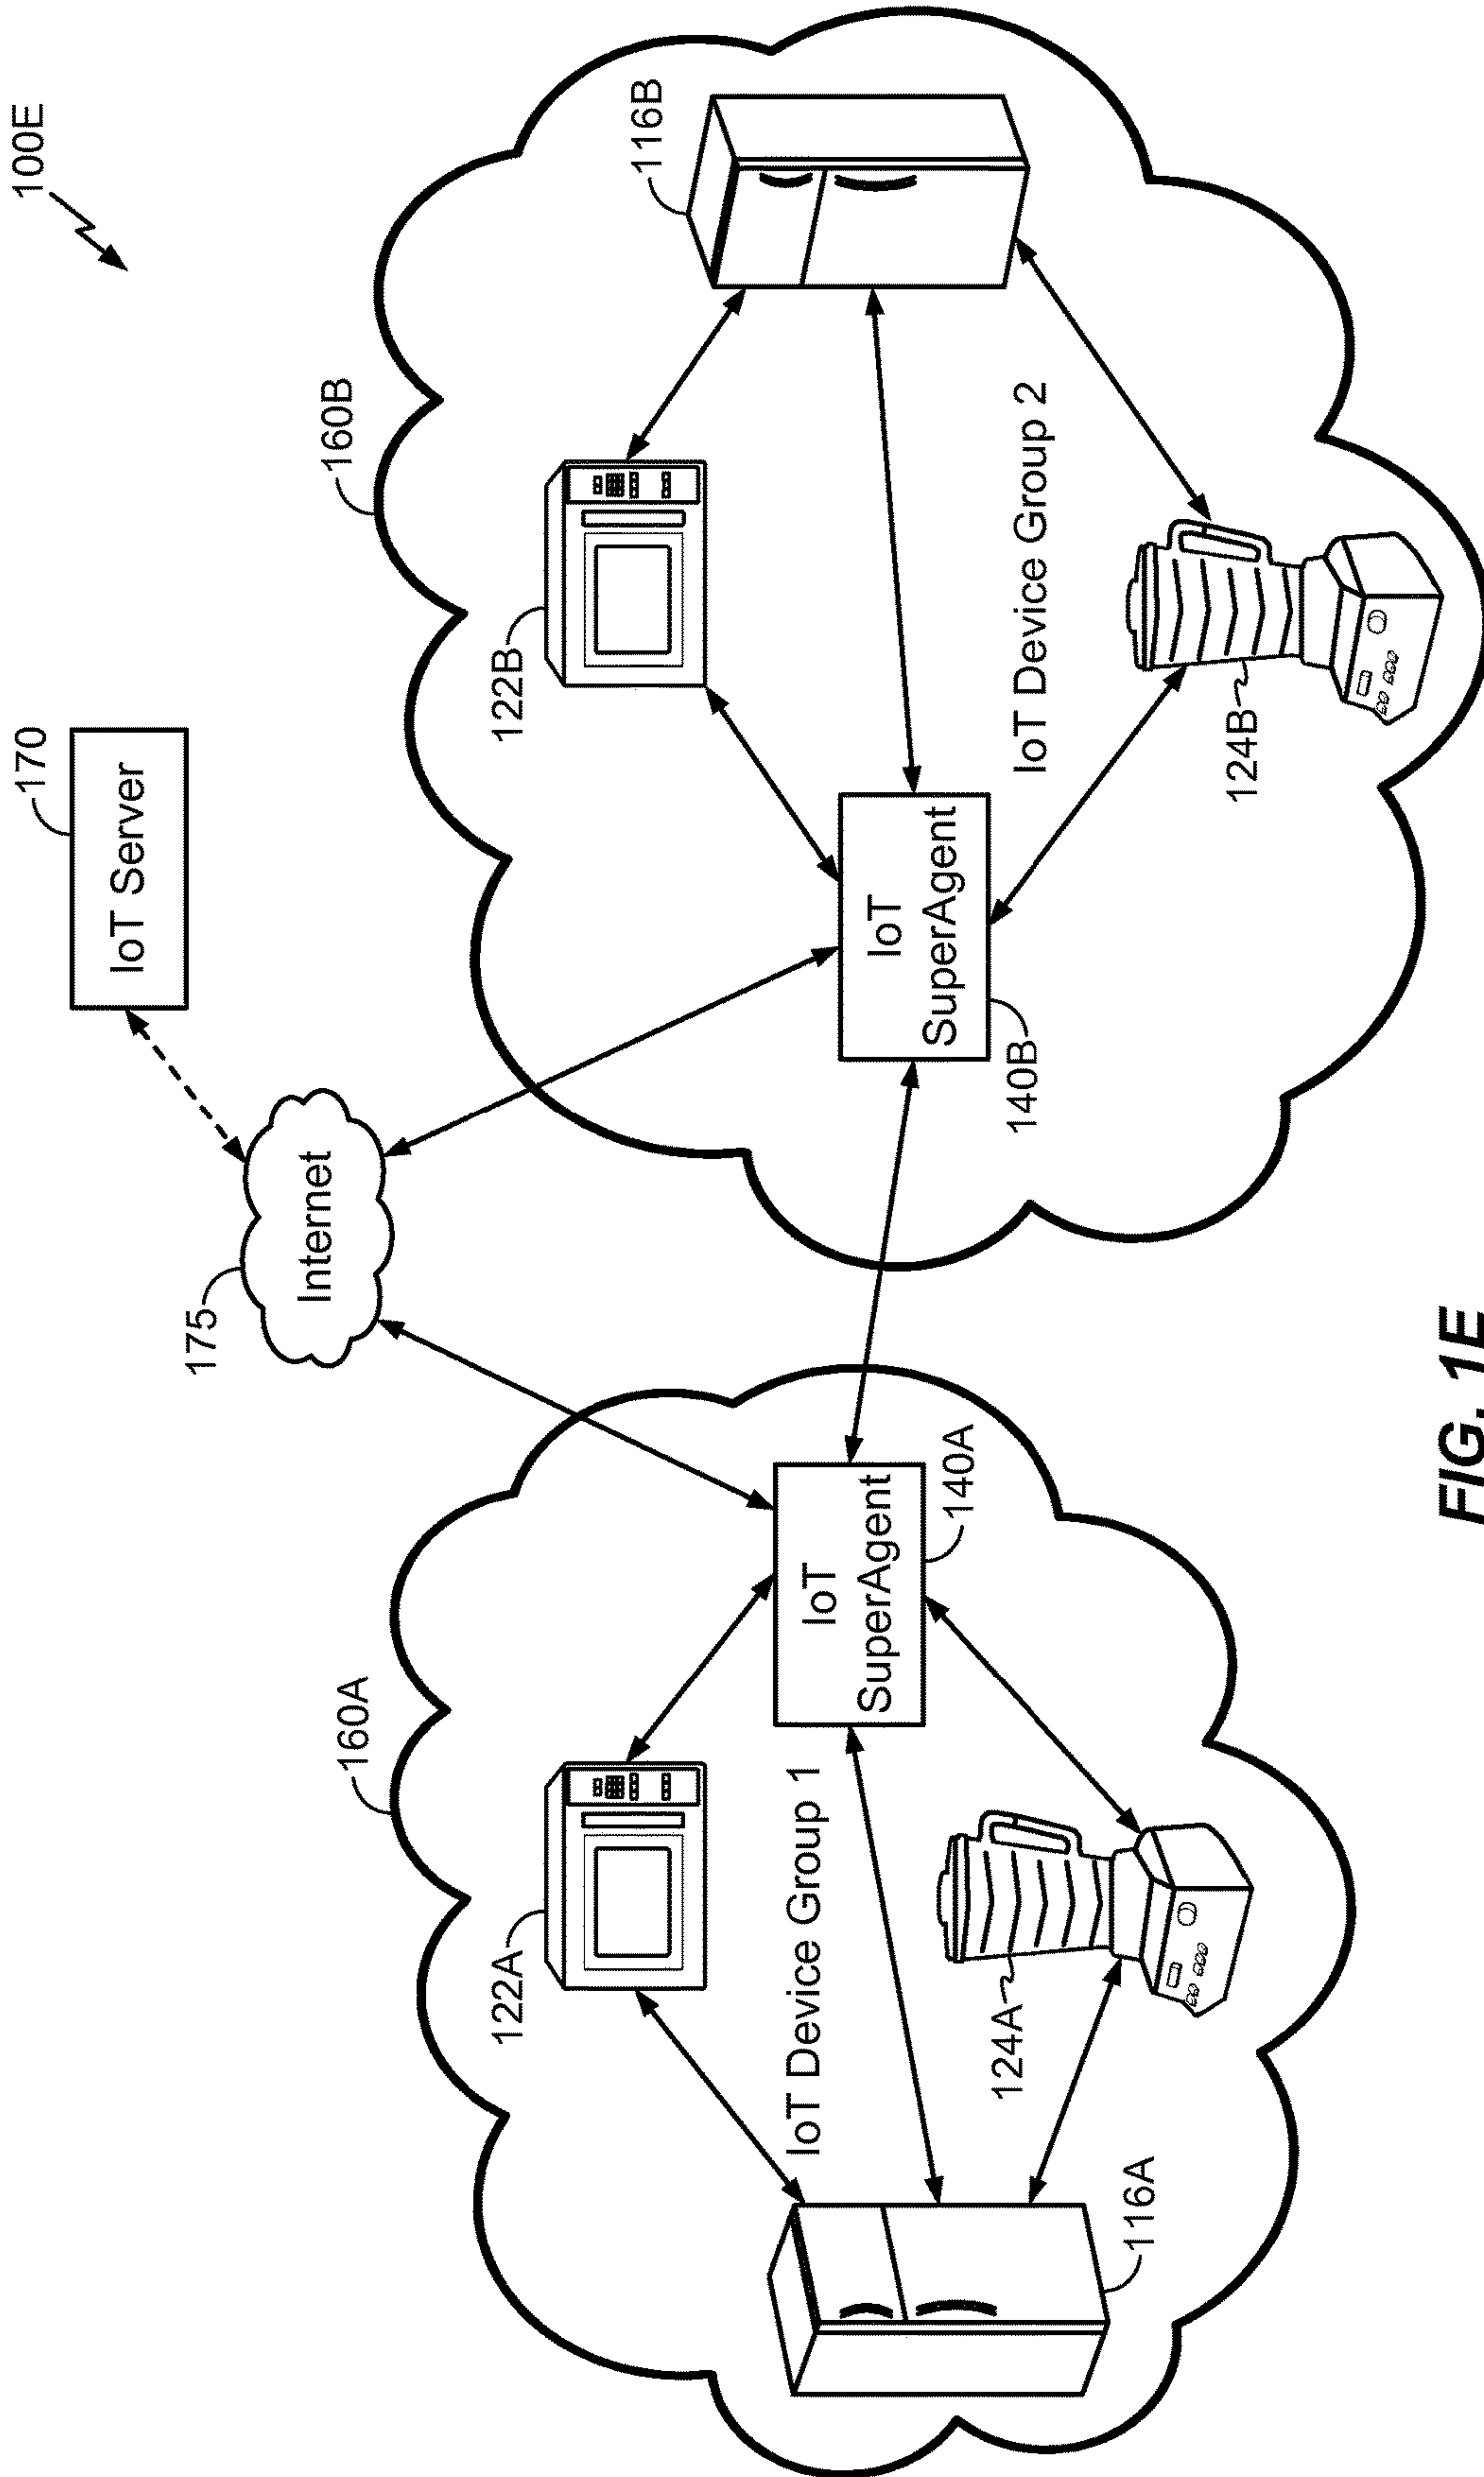 100E
170
IoT Server
175
Internet
160A
160B
122A
122B
116B
IoT Device Group 1
IoT
SuperAgent
140A
IoT
SuperAgent
140B
IoT Device Group 2
116A
124A
124B
FIG. 1E